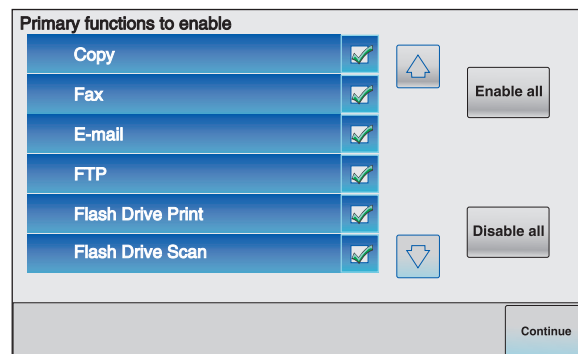 Primary functions to enable
Copy
Fax
E-mail
FTP
Flash Drive Print
Flash Drive Scan
Enable all
Disable all
Continue